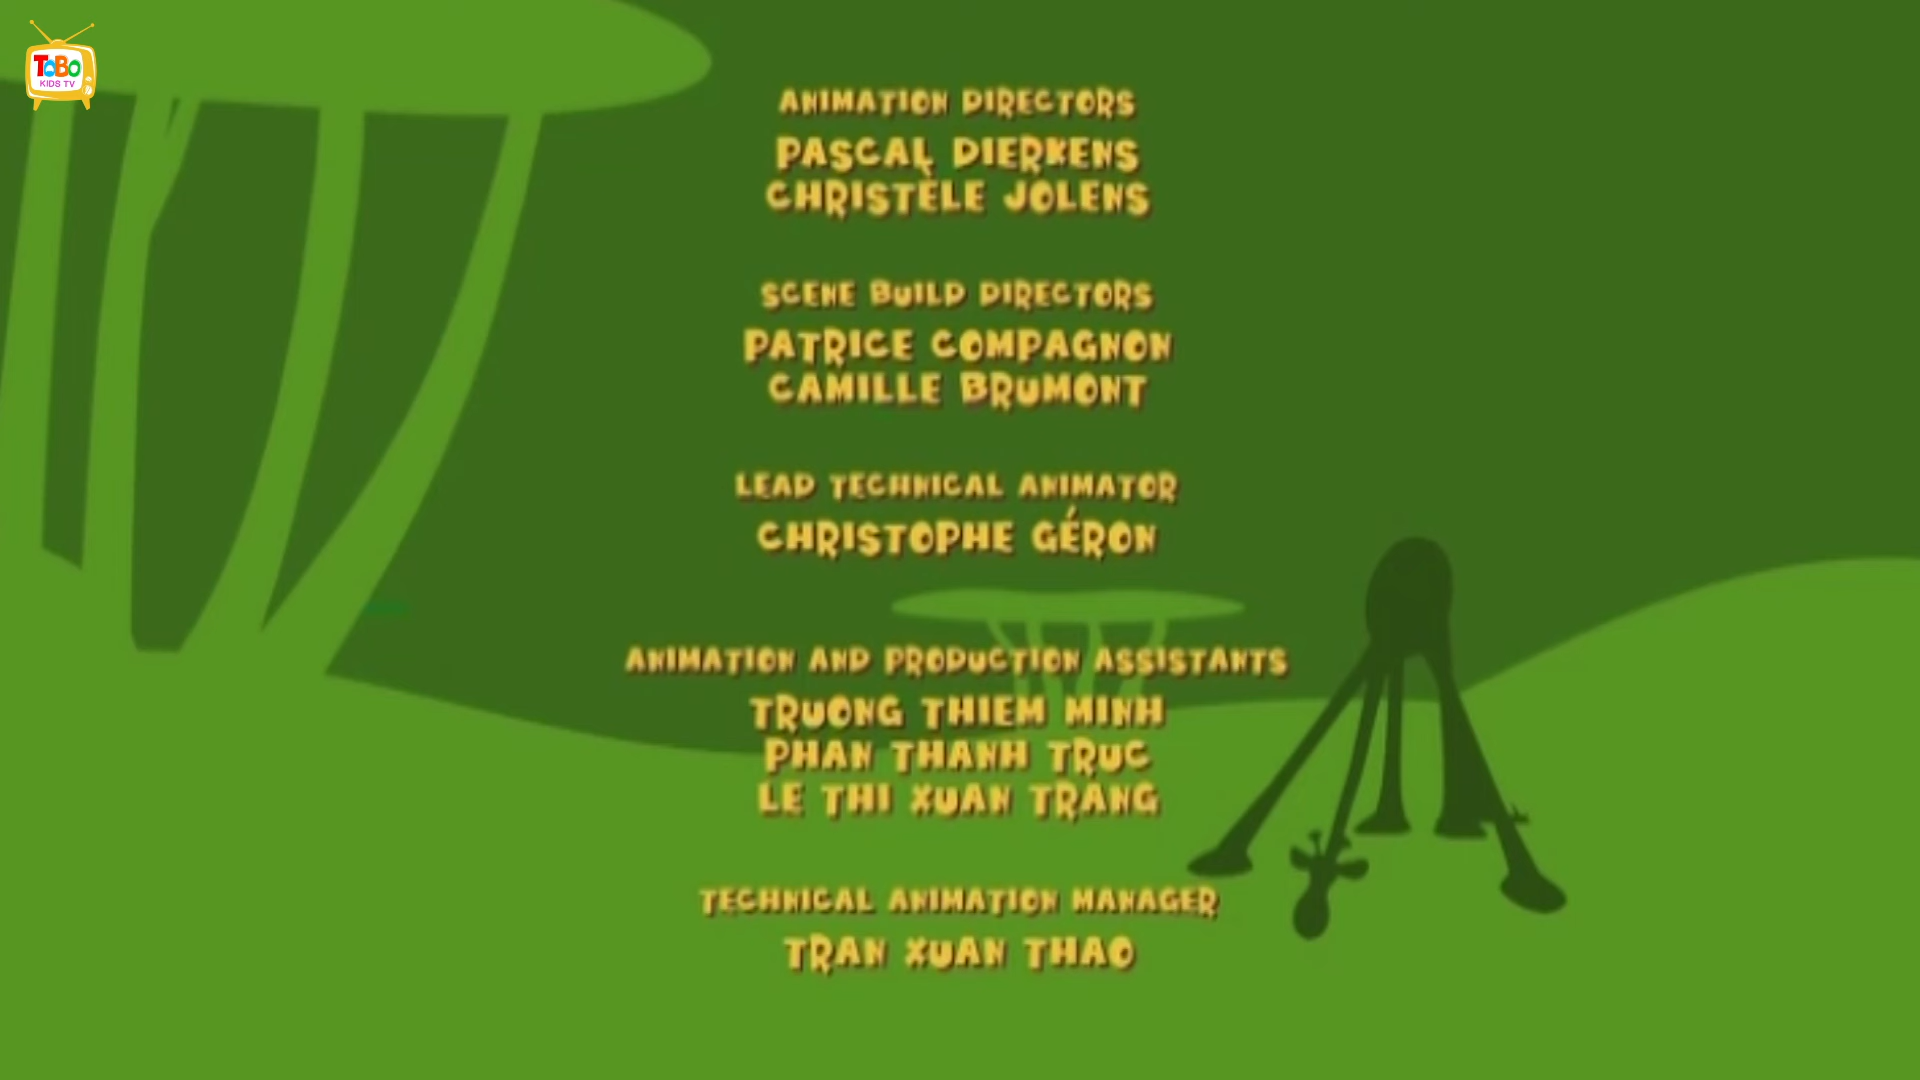 ToBo
KIDS TV
ANIMATION DIRECTORS
PASCAL DIERKENS
CHRISTÈLE JOLENS
SCENE BUILD DIRECTORS
PATRICE COMPAGNON
CAMILLE BRUMONT
LEAD TECHNICAL ANIMATOR
CHRISTOPHE GÉRON
ANIMATION AND PRODUCTION ASSISTANTS
TRUONG THIEM MINH
PHAN THANH TRUC
LE THI XUAN TRANG
TECHNICAL ANIMATION MANAGER
TRAN XUAN THAO